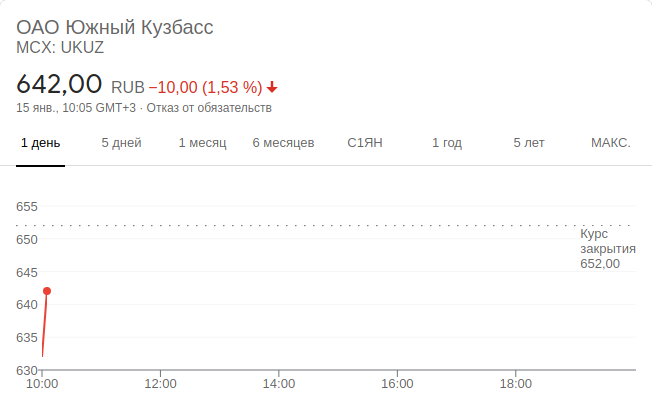 ОАО Южный Кузбасс
MCX: UKUZ
642,00 RUB −10,00 (1,53 %)
15 янв., 10:05 GMT+3 · Отказ от обязательств
1 день 5 дней 1 месяц 6 месяцев С1ЯН 1 год 5 лет МАКС.
655
650
645
640
635
630
Курс
закрытия
652,00
10:00 12:00 14:00 16:00 18:00